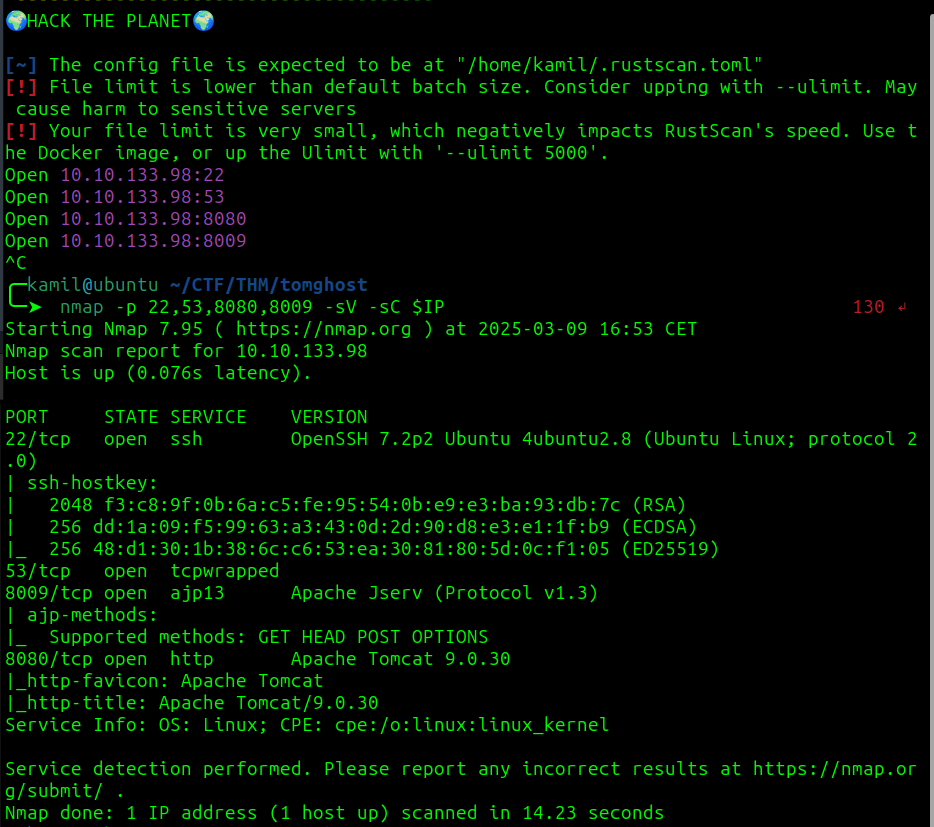 🌍HACK THE PLANET🌍
[~] The config file is expected to be at "/home/kamil/.rustscan.toml"
[!] File limit is lower than default batch size. Consider upping with --ulimit. May
 cause harm to sensitive servers
[!] Your file limit is very small, which negatively impacts RustScan's speed. Use t
he Docker image, or up the Ulimit with '--ulimit 5000'.
Open 10.10.133.98:22
Open 10.10.133.98:53
Open 10.10.133.98:8080
Open 10.10.133.98:8009
^C
kamil@ubuntu ~/CTF/THM/tomghost
nmap -p 22,53,8080,8009 -sV -sC $IP 130 ↲
Starting Nmap 7.95 ( https://nmap.org ) at 2025-03-09 16:53 CET
Nmap scan report for 10.10.133.98
Host is up (0.076s latency).
PORT     STATE SERVICE    VERSION
22/tcp   open  ssh        OpenSSH 7.2p2 Ubuntu 4ubuntu2.8 (Ubuntu Linux; protocol 2
.0)
| ssh-hostkey:
|   2048 f3:c8:9f:0b:6a:c5:fe:95:54:0b:e9:e3:ba:93:db:7c (RSA)
|   256 dd:1a:09:f5:99:63:a3:43:0d:2d:90:d8:e3:e1:1f:b9 (ECDSA)
|_  256 48:d1:30:1b:38:6c:c6:53:ea:30:81:80:5d:0c:f1:05 (ED25519)
53/tcp   open  tcpwrapped
8009/tcp open  ajp13      Apache Jserv (Protocol v1.3)
| ajp-methods:
|_  Supported methods: GET HEAD POST OPTIONS
8080/tcp open  http       Apache Tomcat 9.0.30
|_http-favicon: Apache Tomcat
|_http-title: Apache Tomcat/9.0.30
Service Info: OS: Linux; CPE: cpe:/o:linux:linux_kernel
Service detection performed. Please report any incorrect results at https://nmap.or
g/submit/ .
Nmap done: 1 IP address (1 host up) scanned in 14.23 seconds